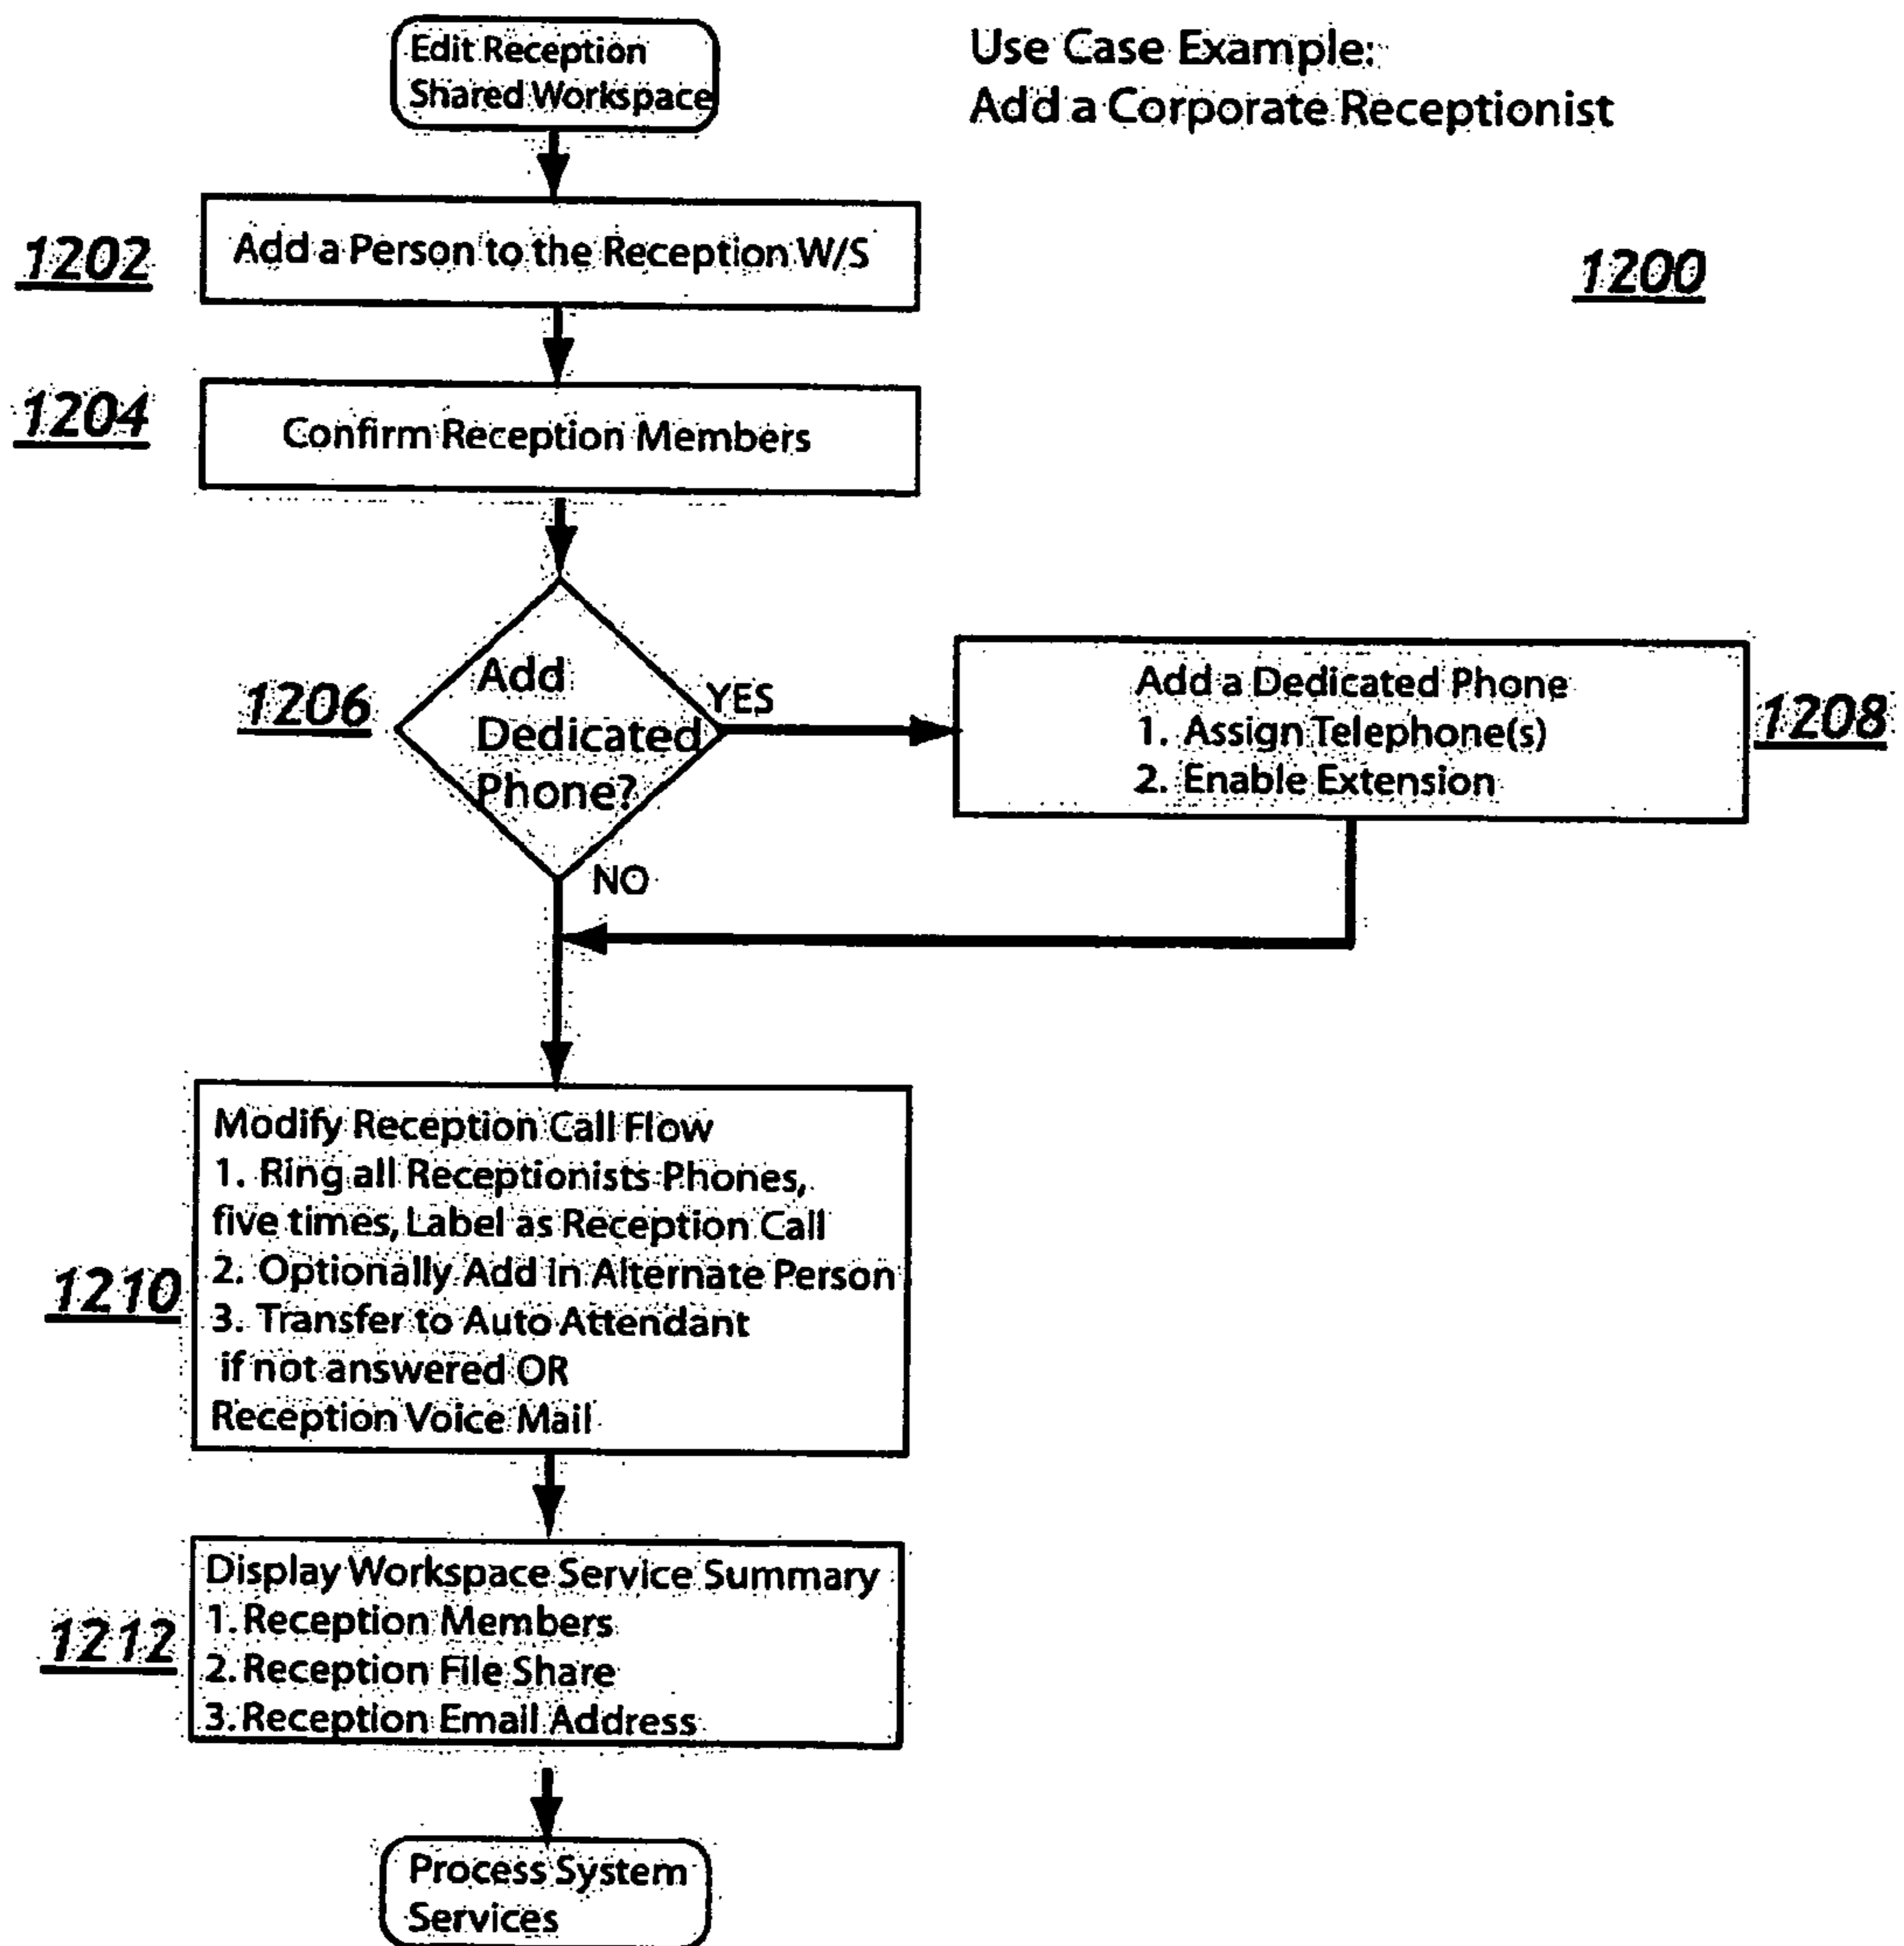 Edit Reception
Shared Workspace
Use Case Example:
Add a Corporate Receptionist
1202
Add a Person to the Reception W/S
1200
1204
Confirm Reception Members
1206
Add
Dedicated
Phone?
YES
Add a Dedicated Phone
1. Assign Telephone(s)
2. Enable Extension
1208
NO
Modify Reception Call Flow
1. Ring all Receptionists Phones,
five times, Label as Reception Call
2. Optionally Add in Alternate Person
3. Transfer to Auto Attendant
if not answered OR
Reception Voice Mail
1210
Display Workspace Service Summary
1. Reception Members
2. Reception File Share
3. Reception Email Address
1212
Process System
Services